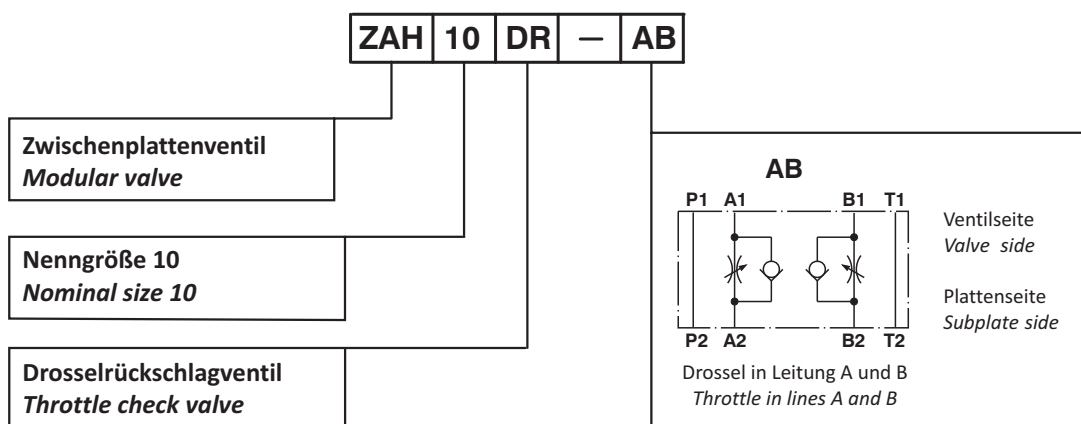 ZAH 10 DR – AB
Zwischenplattenventil
Modular valve
Nenngröße 10
Nominal size 10
Drosselrückschlagventil
Throttle check valve
AB
P1 A1 B1 T1
Ventilseite
Valve side
Plattenseite
Subplate side
P2 A2 B2 T2
Drossel in Leitung A und B
Throttle in lines A and B